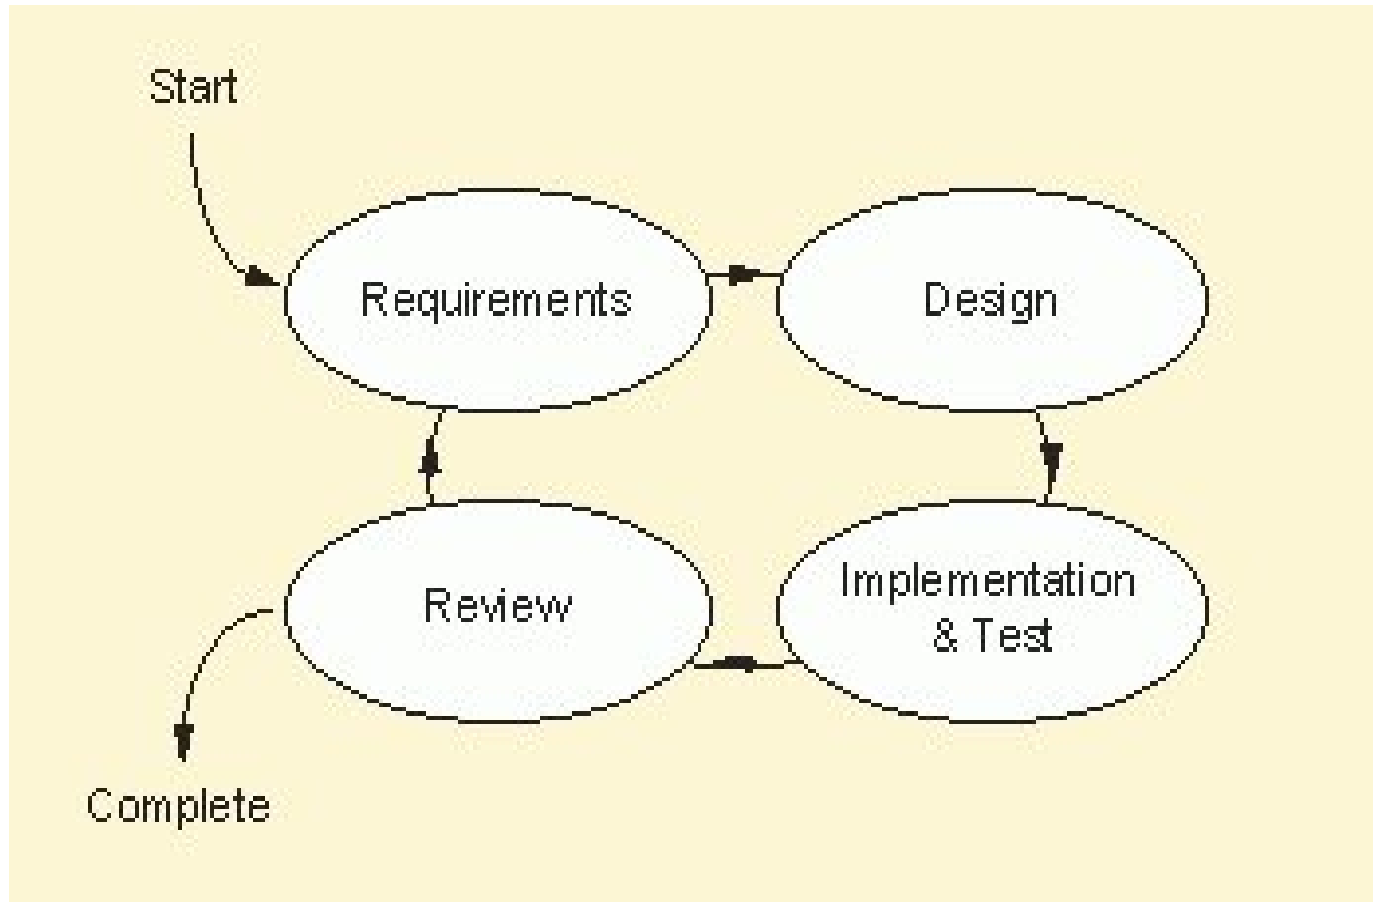 Start
Requirements
Design
Review
Implementation
& Test
Complete